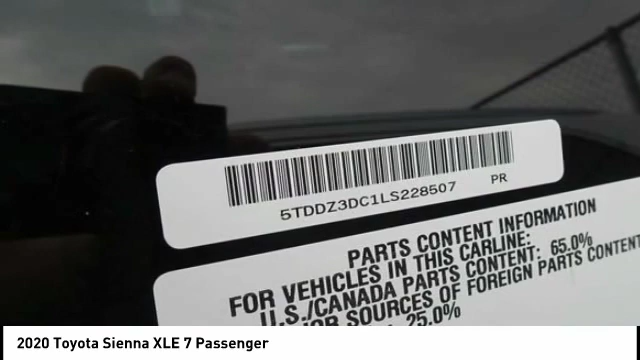 5TDDZ3DC1LS228507 PR
PARTS CONTENT INFORMATION
FOR VEHICLES IN THIS CARLINE:
U.S./CANADA PARTS CONTENT: 65.0%
SOURCES OF FOREIGN PARTS CONTENT
25.0%
2020 Toyota Sienna XLE 7 Passenger